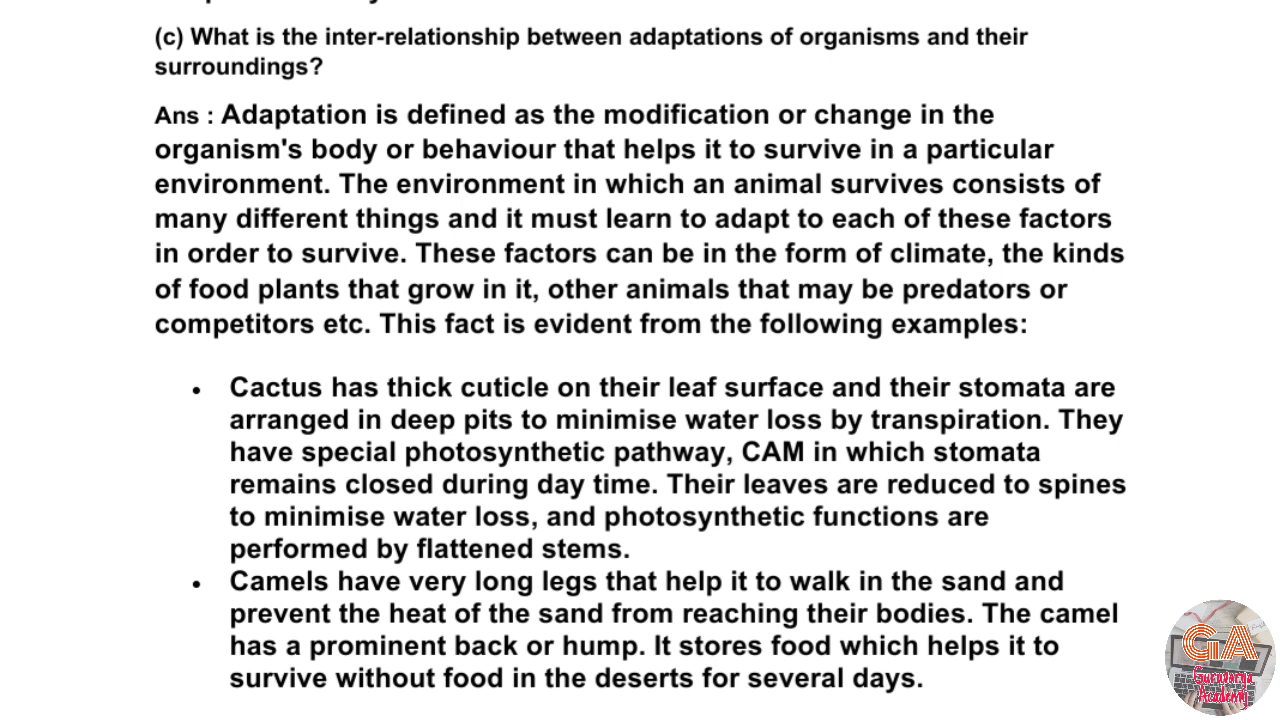 (c) What is the inter-relationship between adaptations of organisms and their
surroundings?
Ans : Adaptation is defined as the modification or change in the
organism's body or behaviour that helps it to survive in a particular
environment. The environment in which an animal survives consists of
many different things and it must learn to adapt to each of these factors
in order to survive. These factors can be in the form of climate, the kinds
of food plants that grow in it, other animals that may be predators or
competitors etc. This fact is evident from the following examples:
• Cactus has thick cuticle on their leaf surface and their stomata are
arranged in deep pits to minimise water loss by transpiration. They
have special photosynthetic pathway, CAM in which stomata
remains closed during day time. Their leaves are reduced to spines
to minimise water loss, and photosynthetic functions are
performed by flattened stems.
• Camels have very long legs that help it to walk in the sand and
prevent the heat of the sand from reaching their bodies. The camel
has a prominent back or hump. It stores food which helps it to
survive without food in the deserts for several days.
GA
Academy